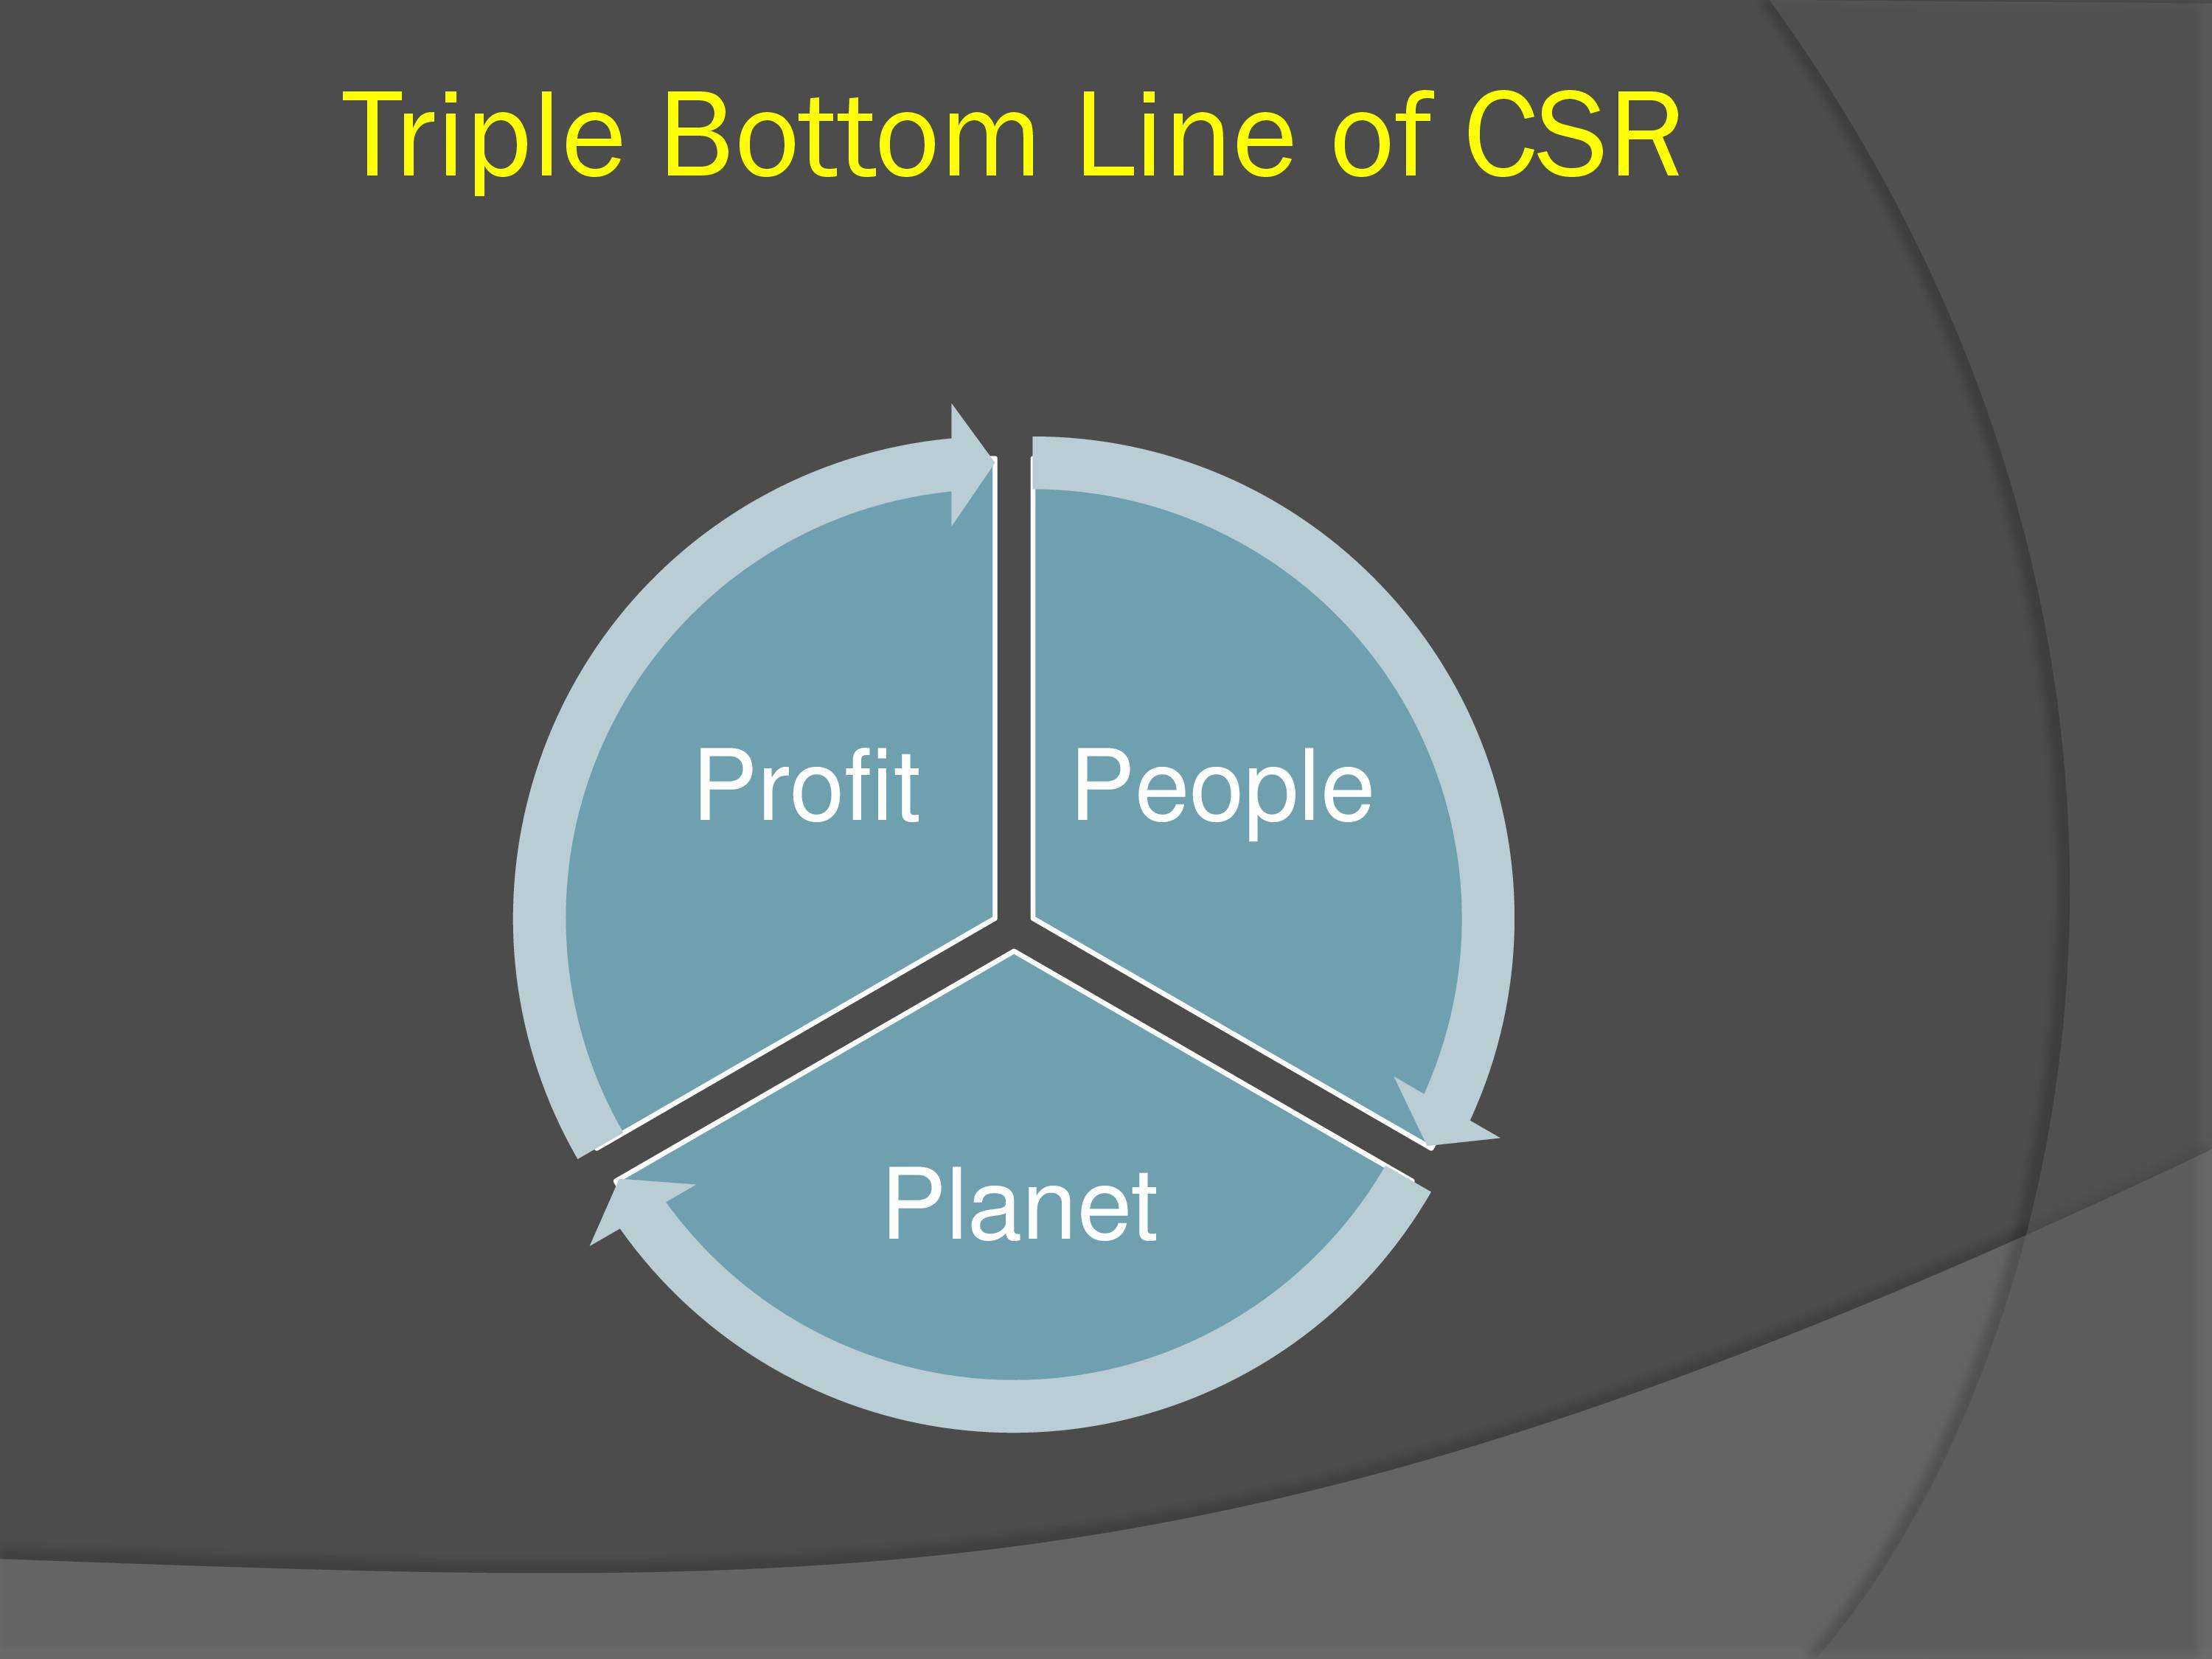 Triple Bottom Line of CSR
Profit
People
Planet